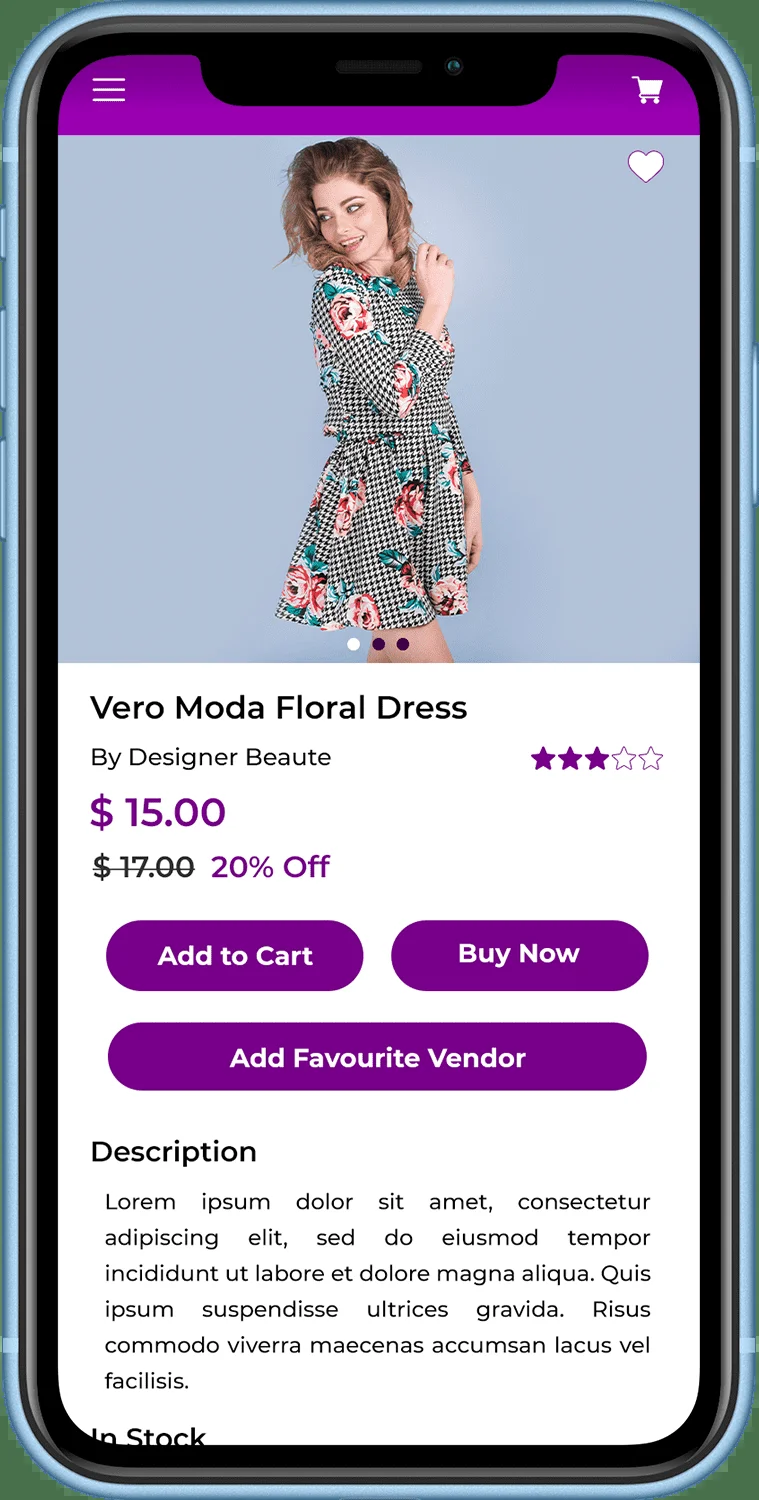 Vero Moda Floral Dress
By Designer Beaute
$ 15.00
$ 17.00 20% Off
Add to Cart Buy Now
Add Favourite Vendor
Description
Lorem ipsum dolor sit amet, consectetur
adipiscing elit, sed do eiusmod tempor
incididunt ut labore et dolore magna aliqua. Quis
ipsum suspendisse ultrices gravida. Risus
commodo viverra maecenas accumsan lacus vel
facilisis.
In Stock